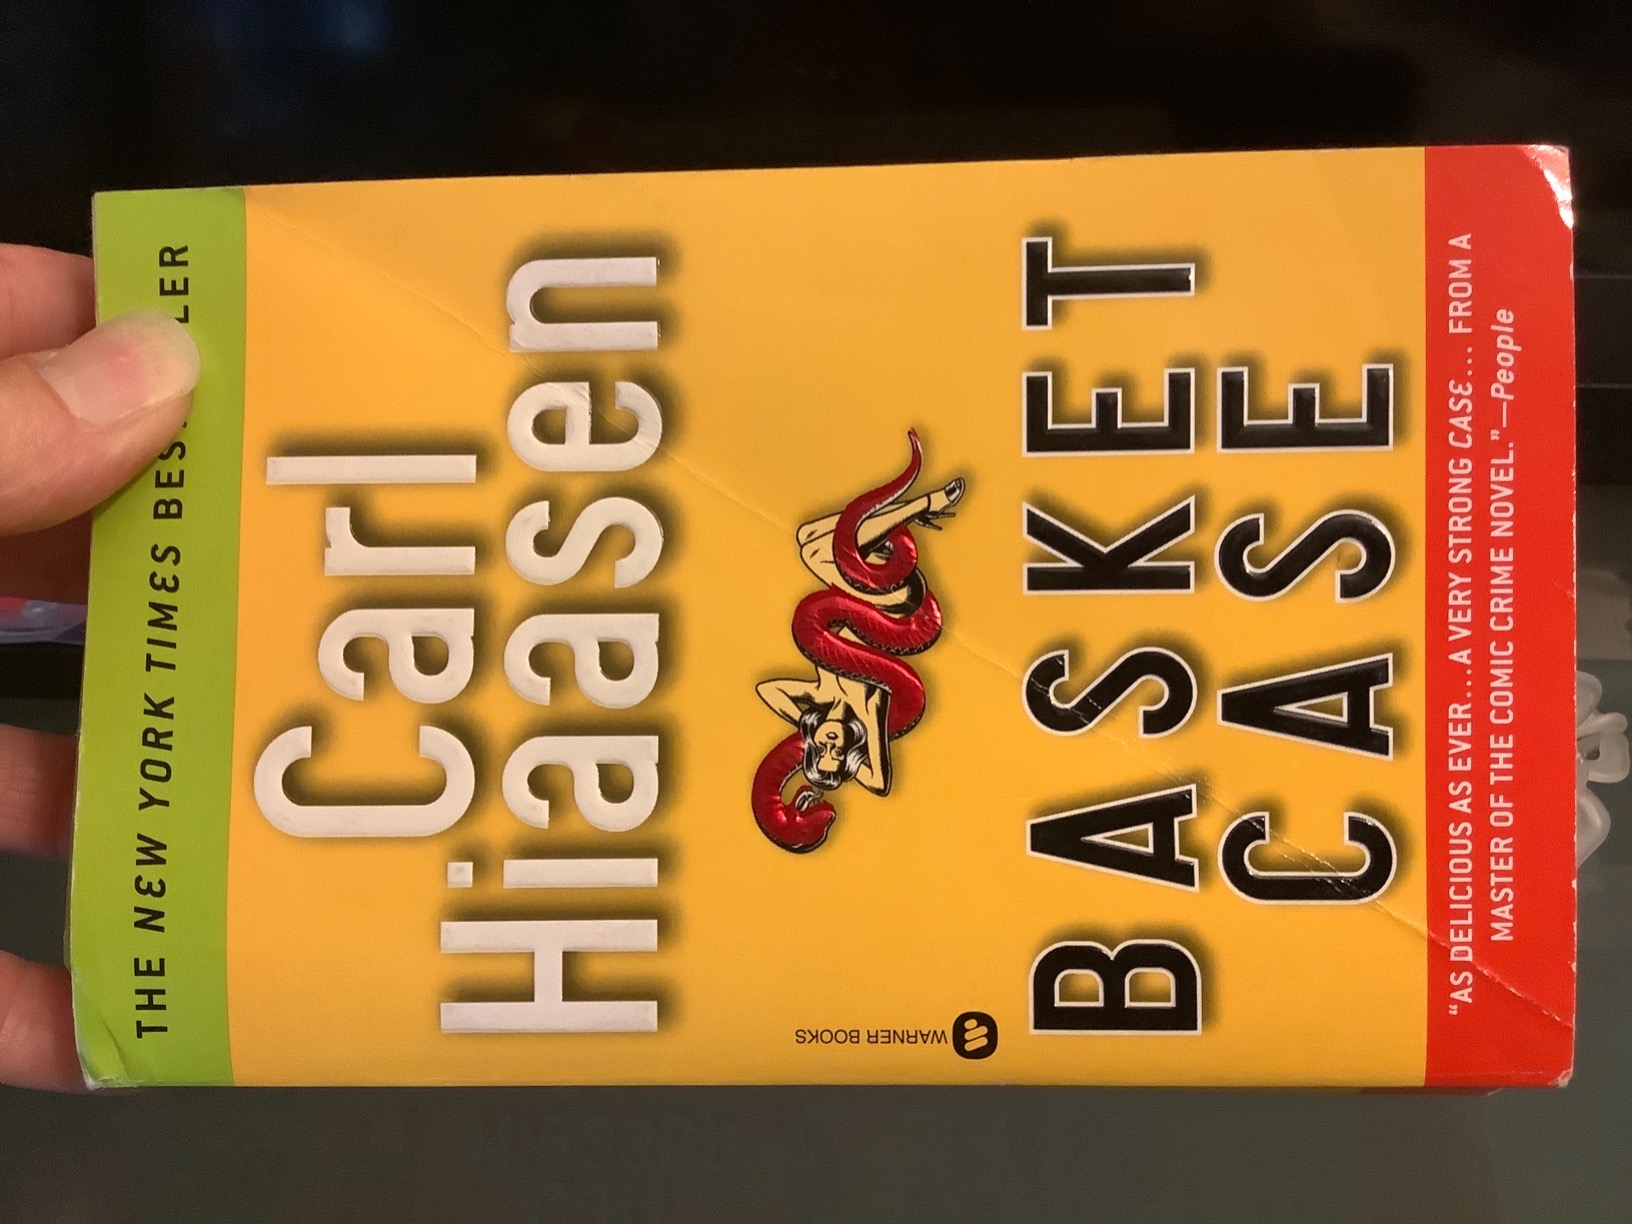 THE NEW YORK TIMES BES LER
Carl
Hiaasen
WARNER BOOKS
BASKET
CASE
"AS DELICIOUS AS EVER...A VERY STRONG CASE... FROM A
MASTER OF THE COMIC CRIME NOVEL."—People